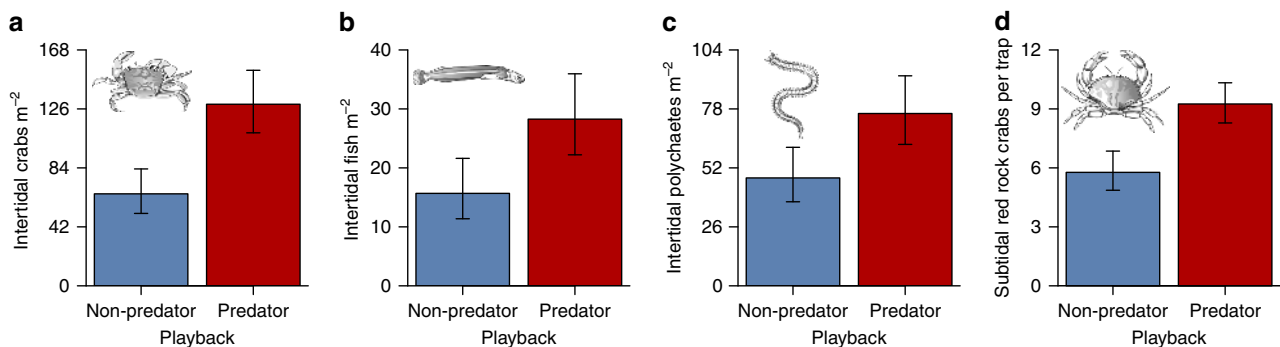 a
Intertidal crabs m⁻²
168
126
84
42
0
Non-predator Predator
Playback
b
Intertidal fish m⁻²
40
30
20
10
0
Non-predator Predator
Playback
c
Intertidal polychaetes m⁻²
104
78
52
26
0
Non-predator Predator
Playback
d
Subtidal red rock crabs per trap
12
9
6
3
0
Non-predator Predator
Playback